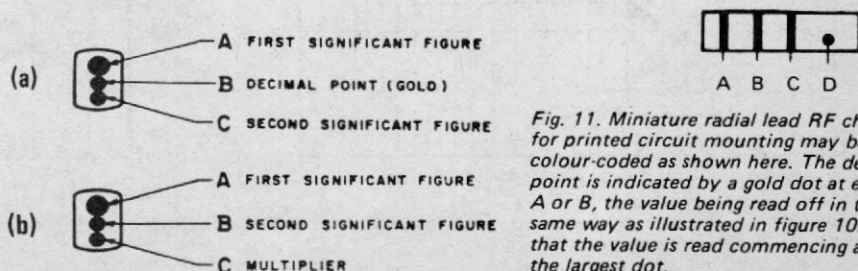 (a)
A FIRST SIGNIFICANT FIGURE
B DECIMAL POINT (GOLD)
C SECOND SIGNIFICANT FIGURE
(b)
A FIRST SIGNIFICANT FIGURE
B SECOND SIGNIFICANT FIGURE
C MULTIPLIER
A B C D
Fig. 11. Miniature radial lead RF
for printed circuit mounting may
colour-coded as shown here. The
point is indicated by a gold dot at
A or B, the value being read off in
same way as illustrated in figure 10
that the value is read commencing
the largest dot.